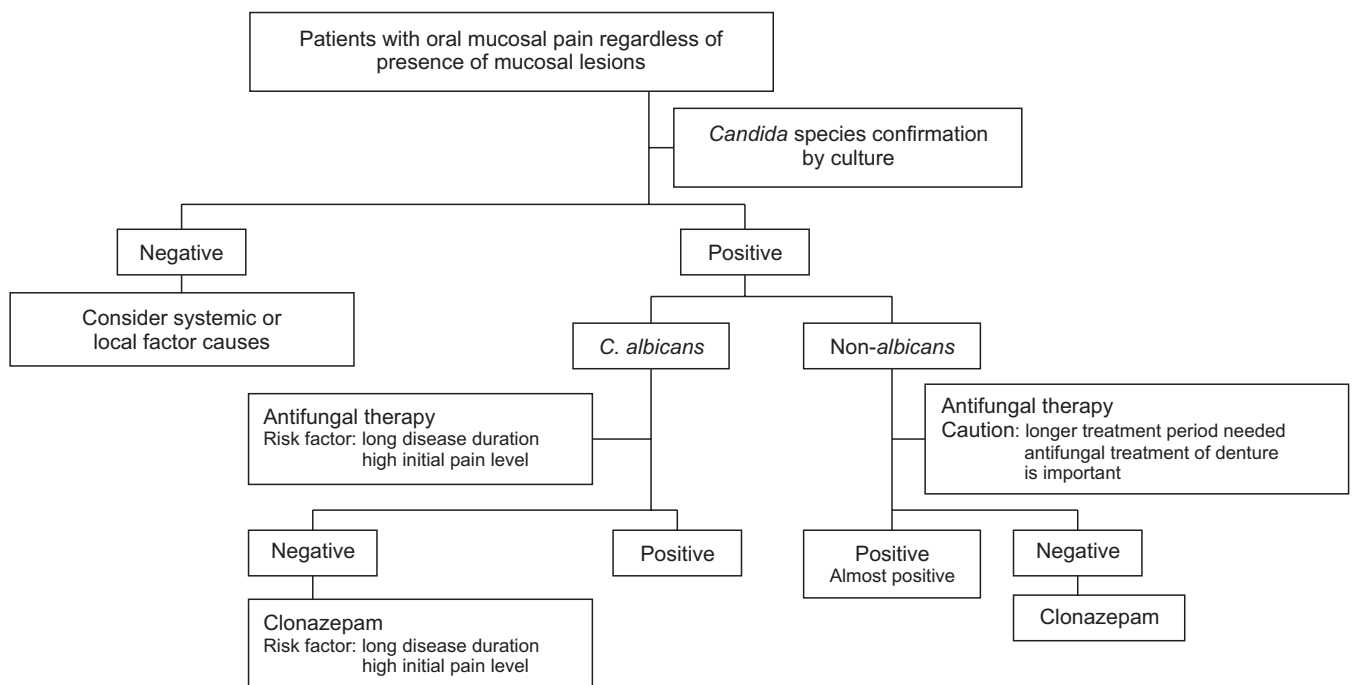 Patients with oral mucosal pain regardless of
presence of mucosal lesions
Candida species confirmation
by culture
Negative
Positive
Consider systemic or
local factor causes
C. albicans
Non-albicans
Antifungal therapy
Risk factor: long disease duration
high initial pain level
Antifungal therapy
Caution: longer treatment period needed
antifungal treatment of denture
is important
Negative
Positive
Positive
Almost positive
Negative
Clonazepam
Risk factor: long disease duration
high initial pain level
Clonazepam